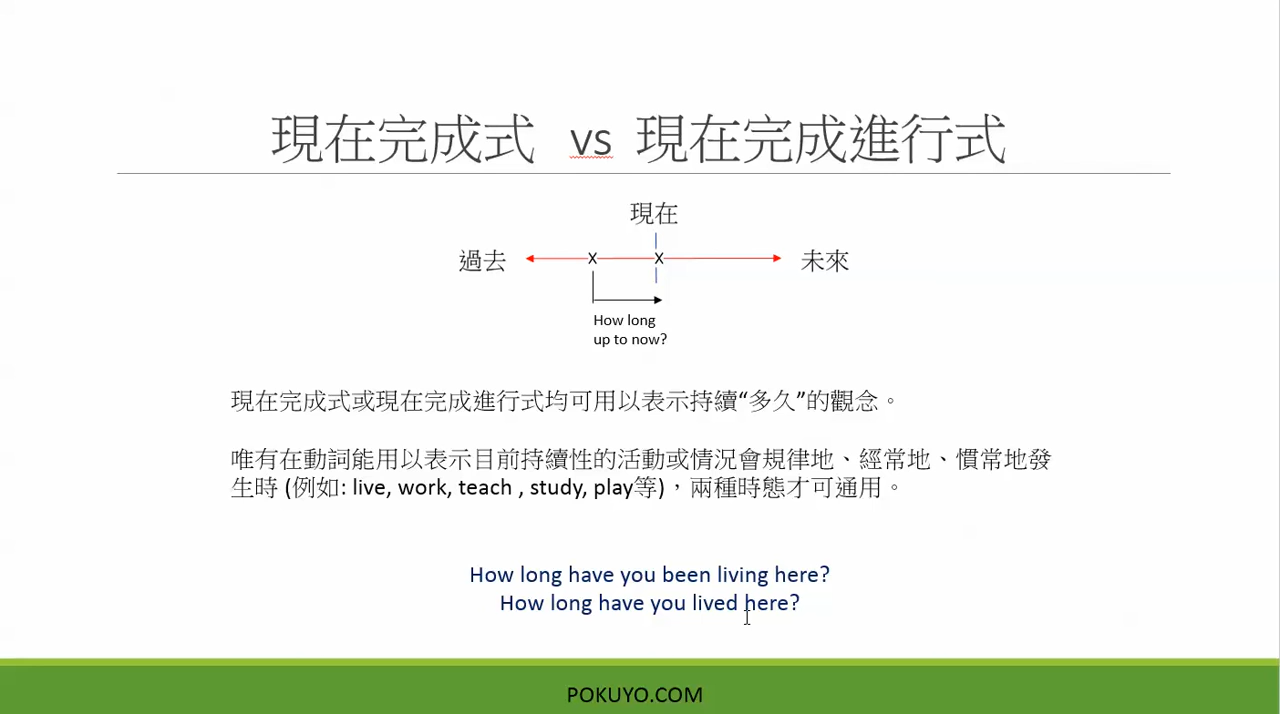 現在完成式 vs 現在完成進行式
現在
過去 X X 未來
How long
up to now?
現在完成式或現在完成進行式均可用以表示持續“多久”的觀念。
唯有在動詞能用以表示目前持續性的活動或情況會規律地、經常地、慣常地發
生時 (例如: live, work, teach , study, play等)，兩種時態才可通用。
How long have you been living here?
How long have you lived here?
POKUYO.COM